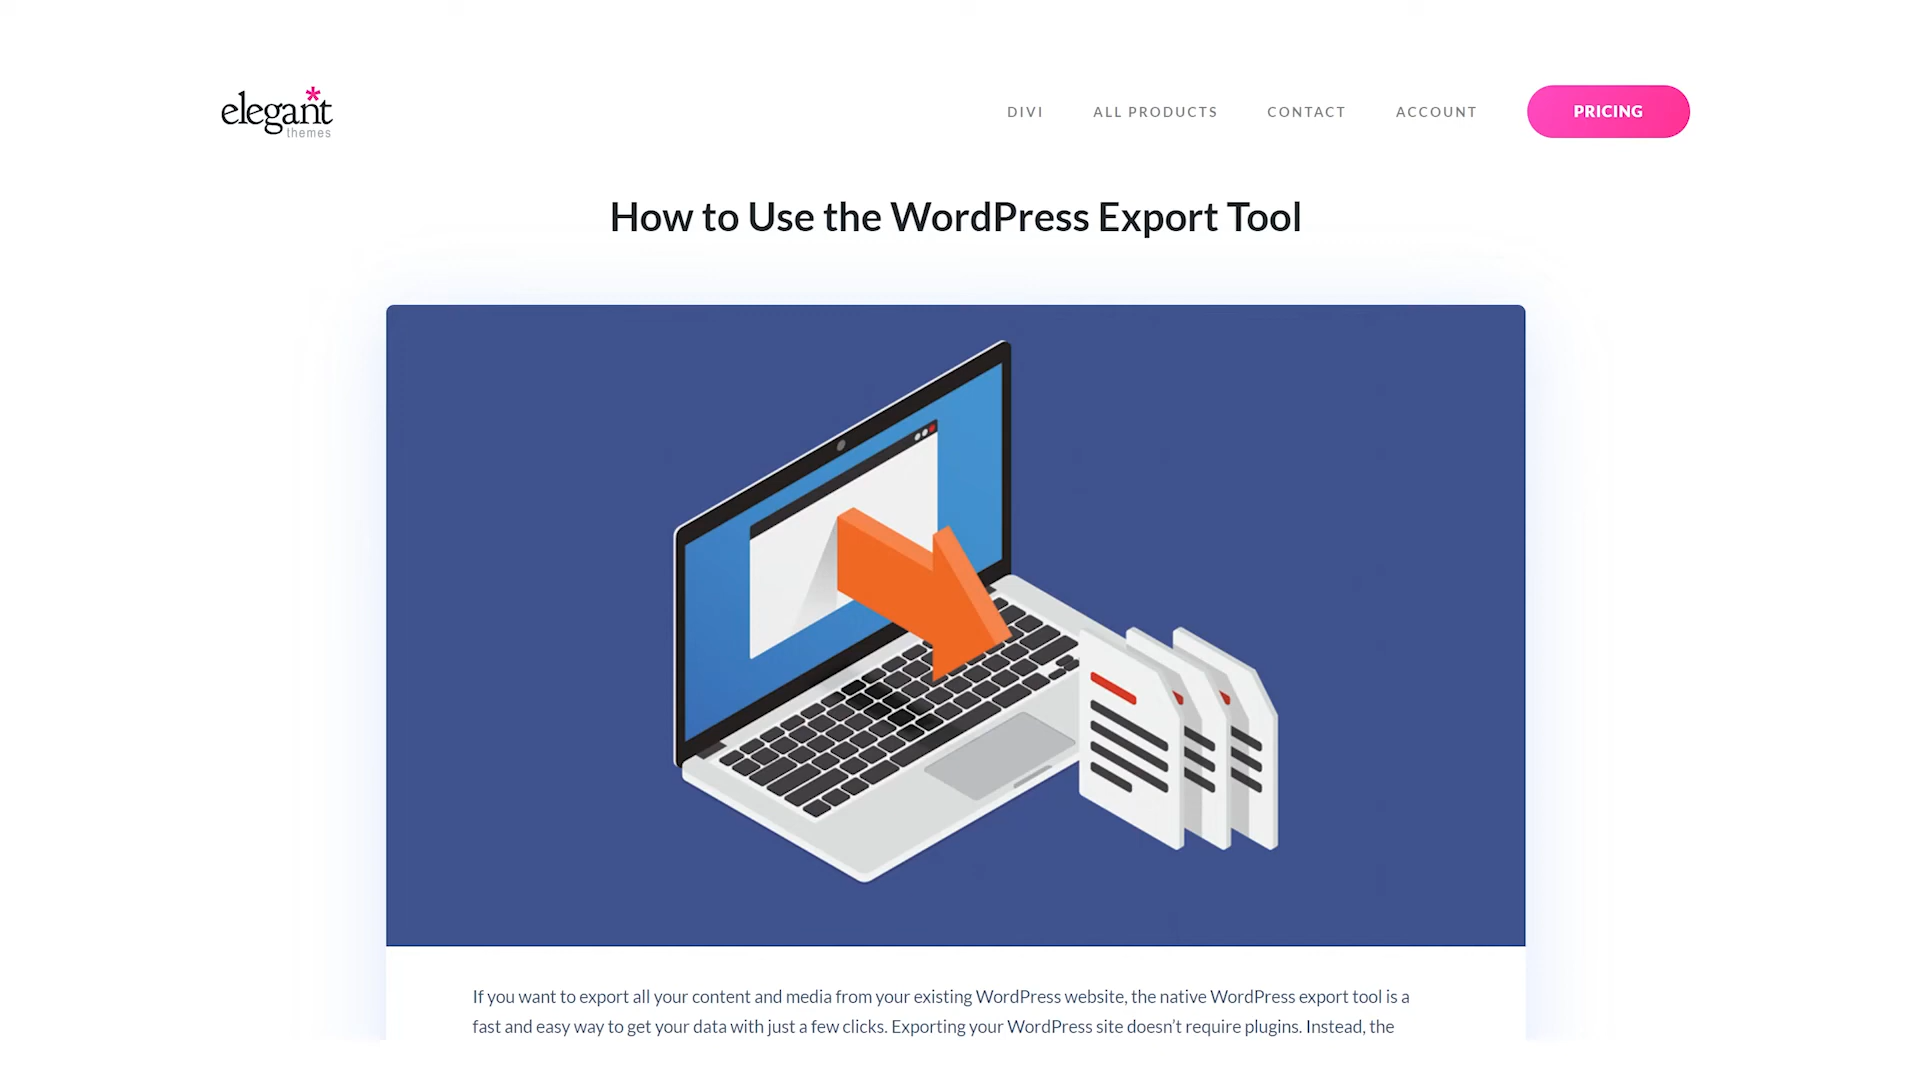 elegant
themes
DIVI
ALL PRODUCTS
CONTACT
ACCOUNT
PRICING
How to Use the WordPress Export Tool
If you want to export all your content and media from your existing WordPress website, the native WordPress export tool is a
fast and easy way to get your data with just a few clicks. Exporting your WordPress site doesn’t require plugins. Instead, the